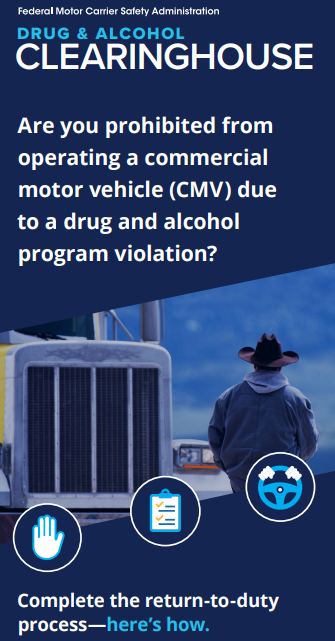 Federal Motor Carrier Safety Administration
DRUG & ALCOHOL
CLEARINGHOUSE
Are you prohibited from
operating a commercial
motor vehicle (CMV) due
to a drug and alcohol
program violation?
Complete the return-to-duty
process—here's how.